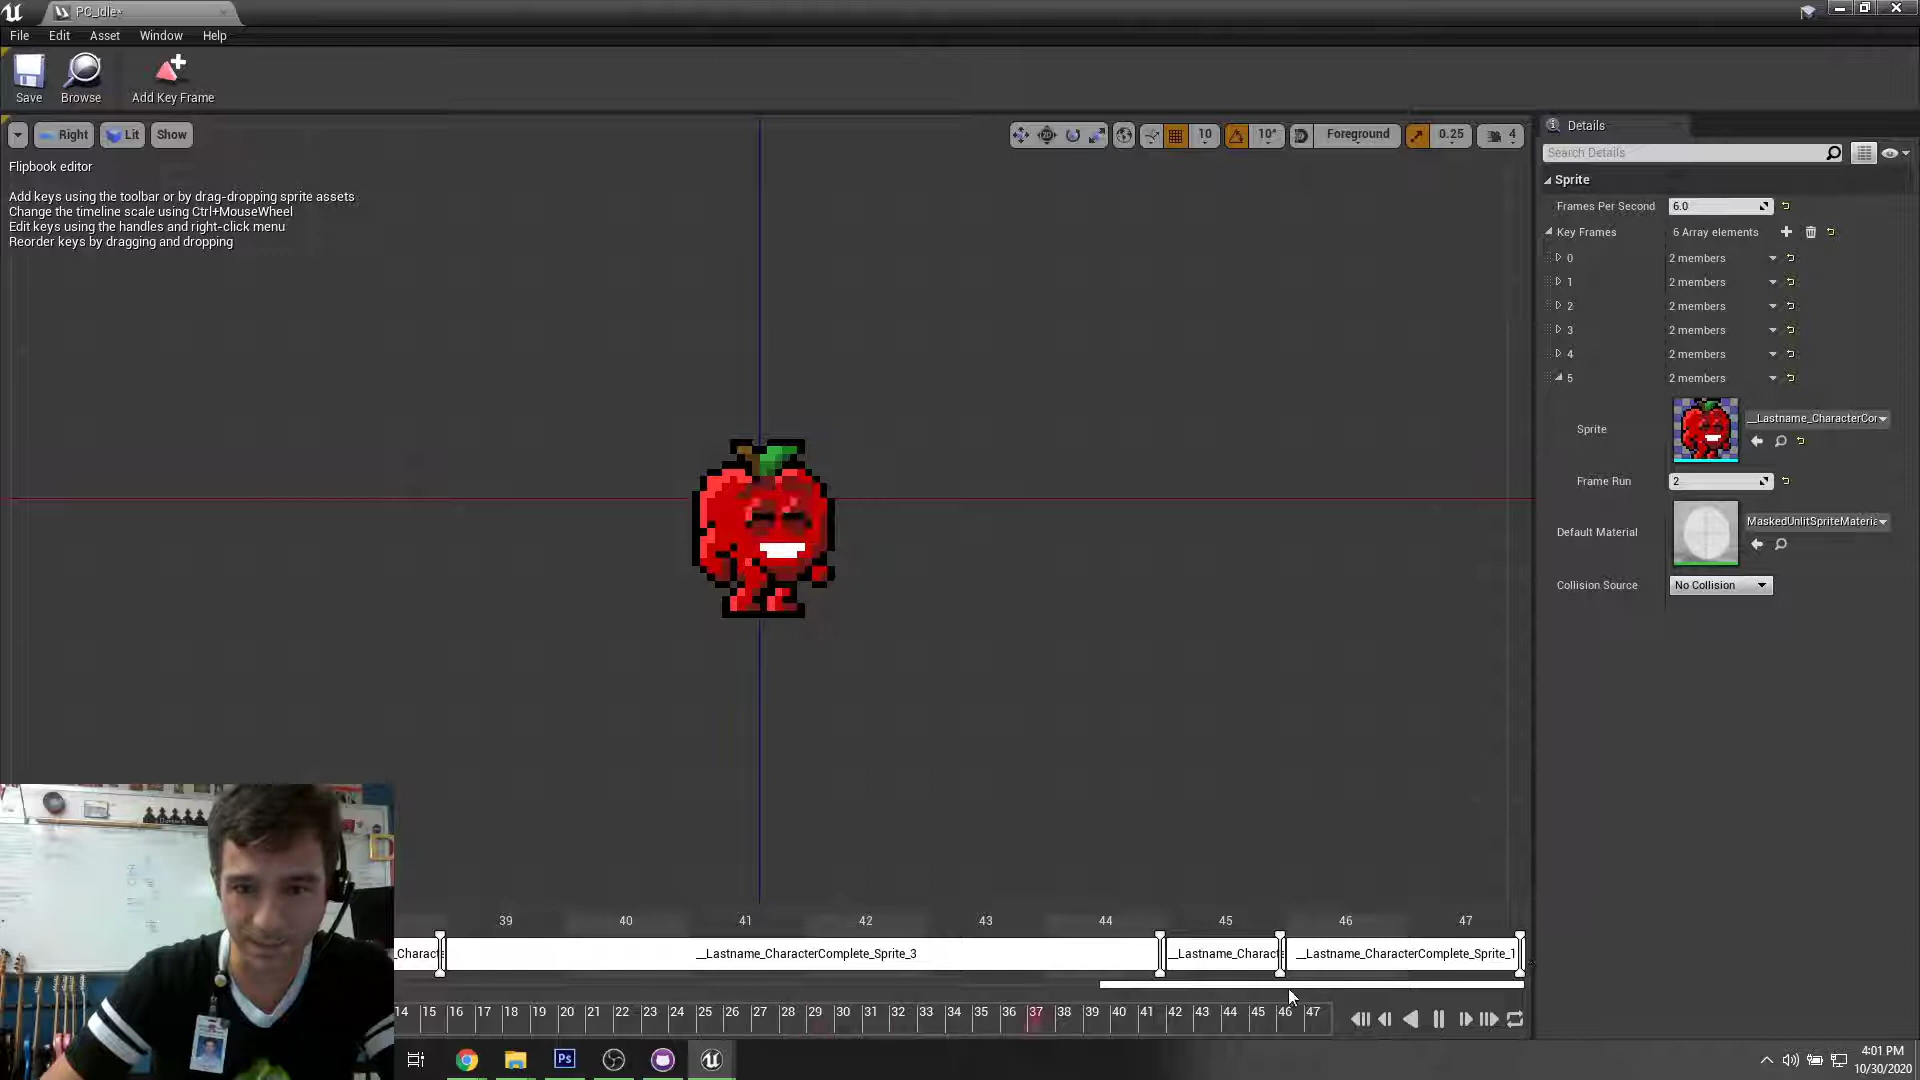 PC_Idle*
File Edit Asset Window Help
Save Browse Add Key Frame
Right Lit Show
10 10° Foreground 0.25 4
Flipbook editor
Add keys using the toolbar or by drag-dropping sprite assets
Change the timeline scale using Ctrl+MouseWheel
Edit keys using the handles and right-click menu
Reorder keys by dragging and dropping
Details
Search Details
Sprite
Frames Per Second 6.0
Key Frames 6 Array elements
0 2 members
1 2 members
2 2 members
3 2 members
4 2 members
5 2 members
Sprite __Lastname_CharacterCor
Frame Run 2
Default Material MaskedUnlitSpriteMateria
Collision Source No Collision
39 40 41 42 43 44 45 46 47
_Characte __Lastname_CharacterComplete_Sprite_3 __Lastname_Characte __Lastname_CharacterComplete_Sprite_1
14 15 16 17 18 19 20 21 22 23 24 25 26 27 28 29 30 31 32 33 34 35 36 37 38 39 40 41 42 43 44 45 46 47
Ps
4:01 PM
10/30/2020